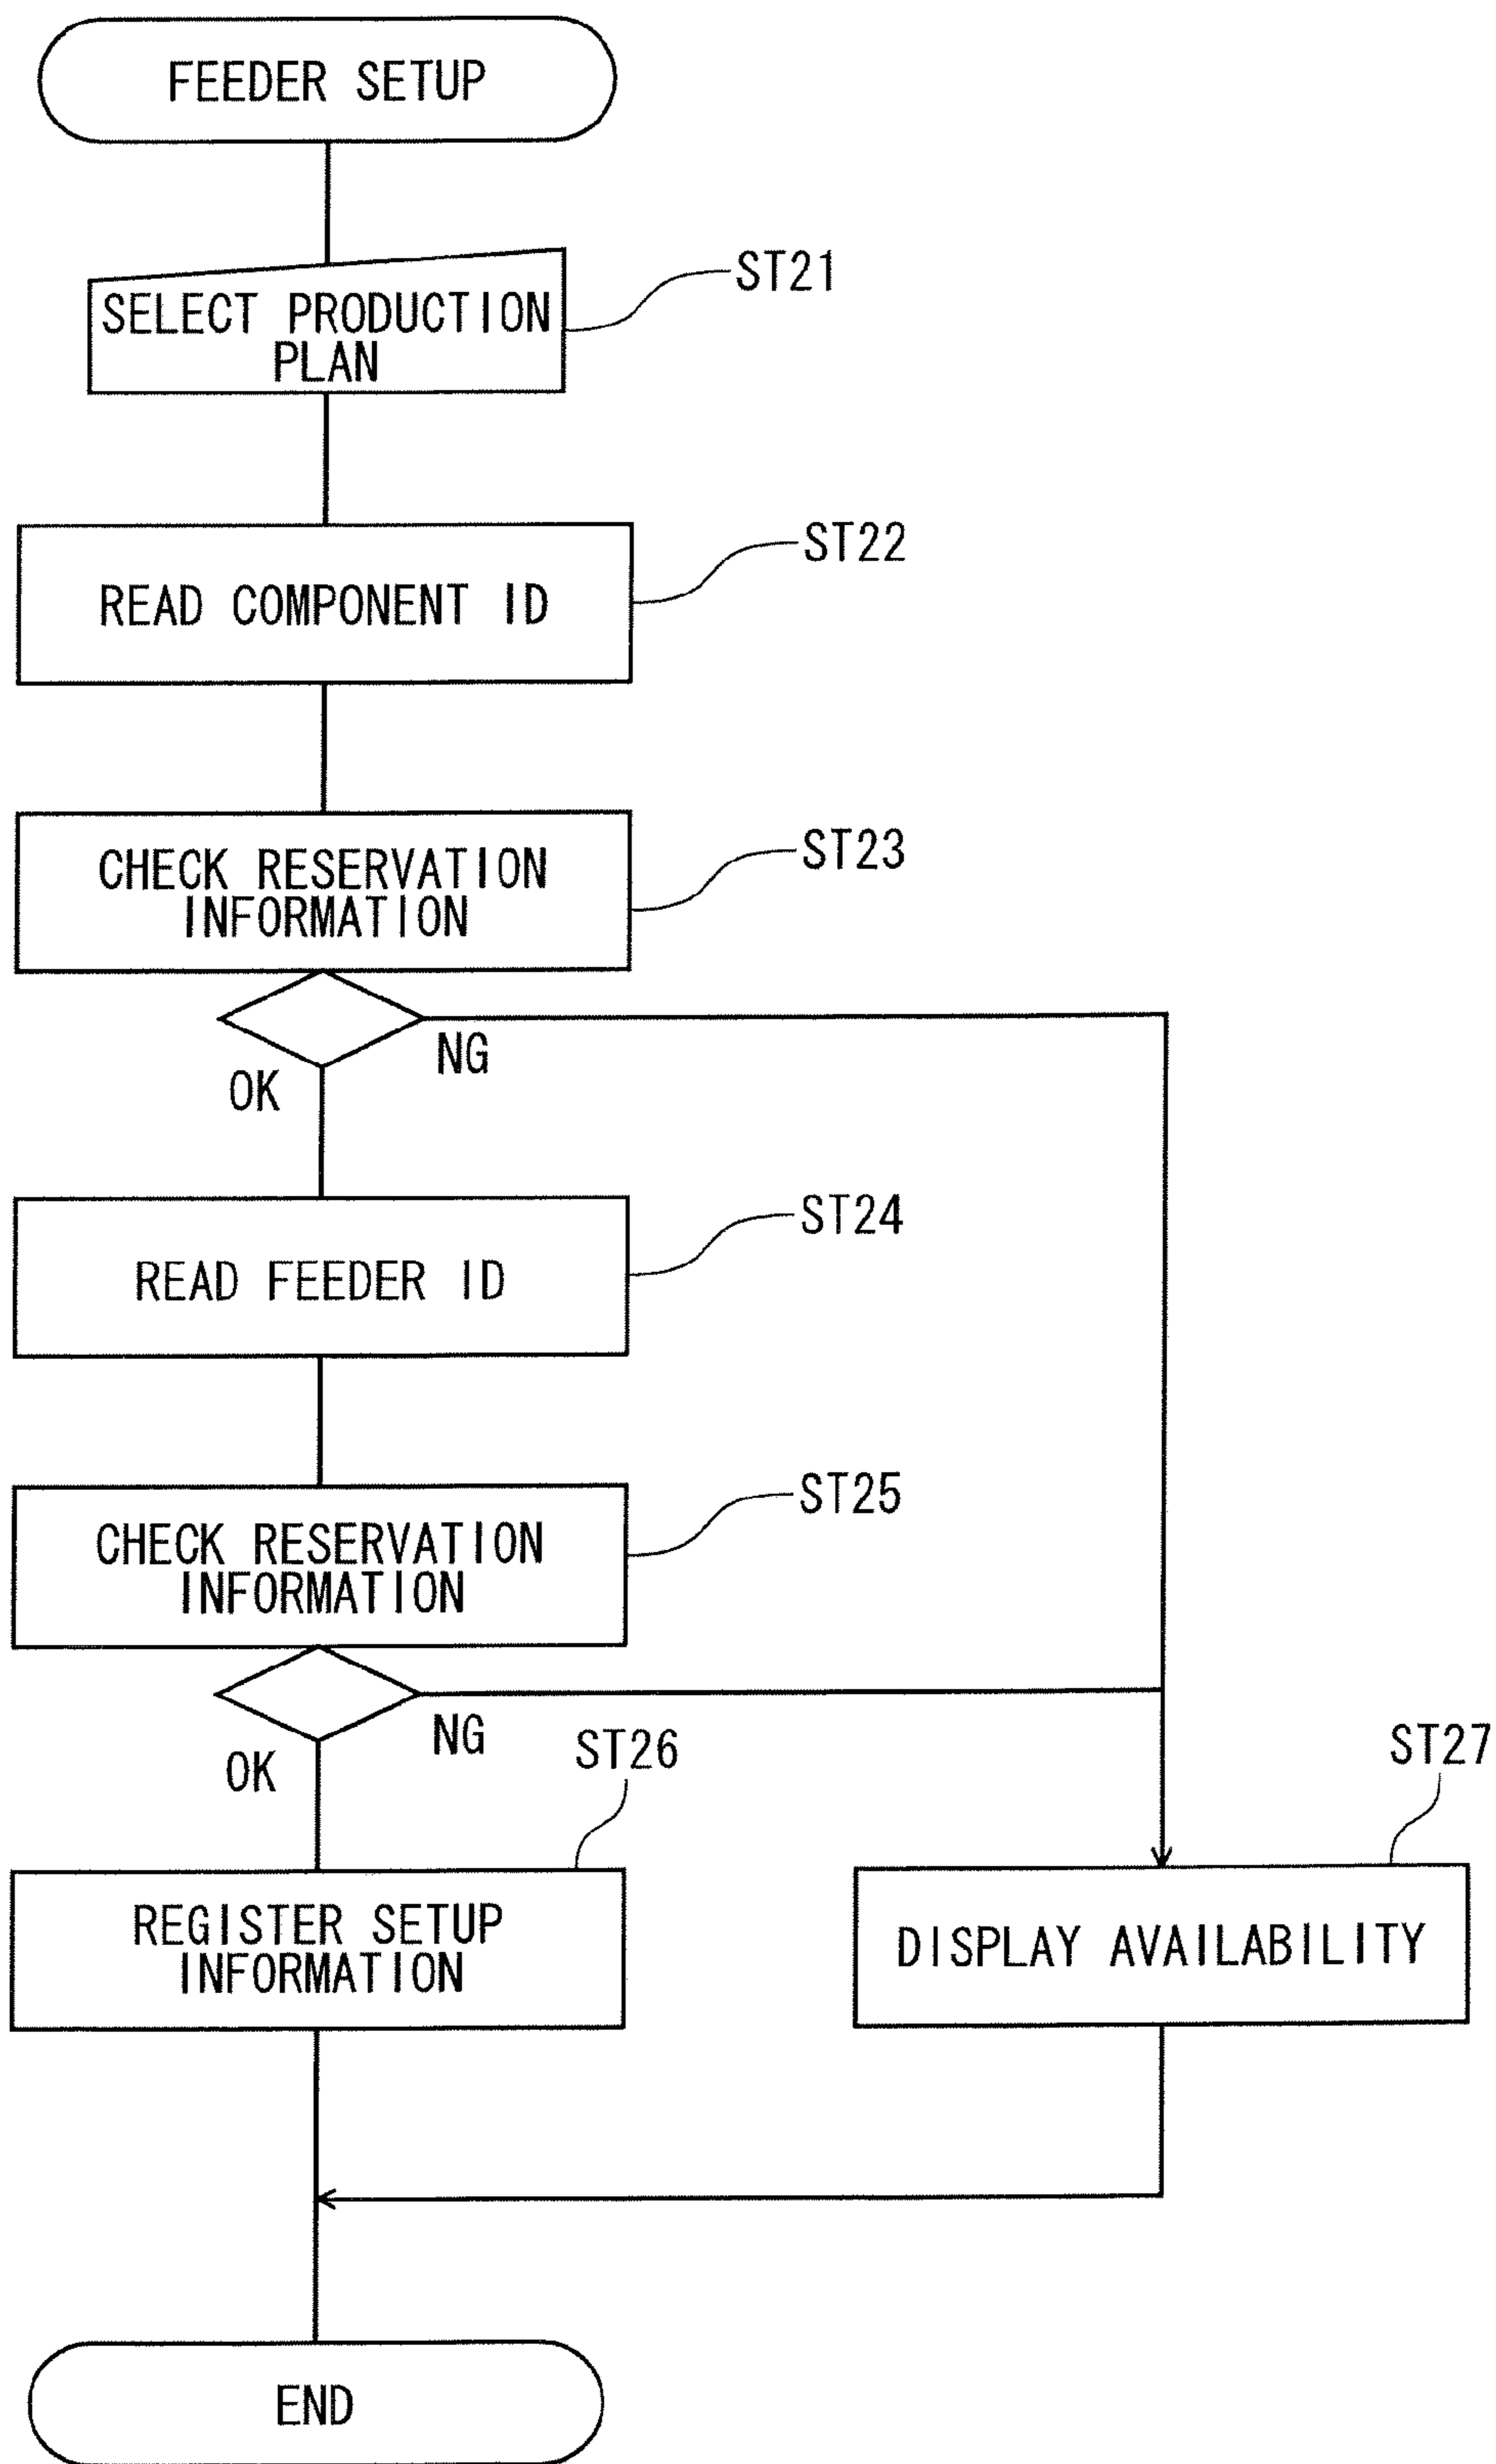 FEEDER SETUP
ST21
SELECT PRODUCTION
PLAN
ST22
READ COMPONENT ID
ST23
CHECK RESERVATION
INFORMATION
NG
OK
ST24
READ FEEDER ID
ST25
CHECK RESERVATION
INFORMATION
NG
OK
ST26
ST27
REGISTER SETUP
INFORMATION
DISPLAY AVAILABILITY
END